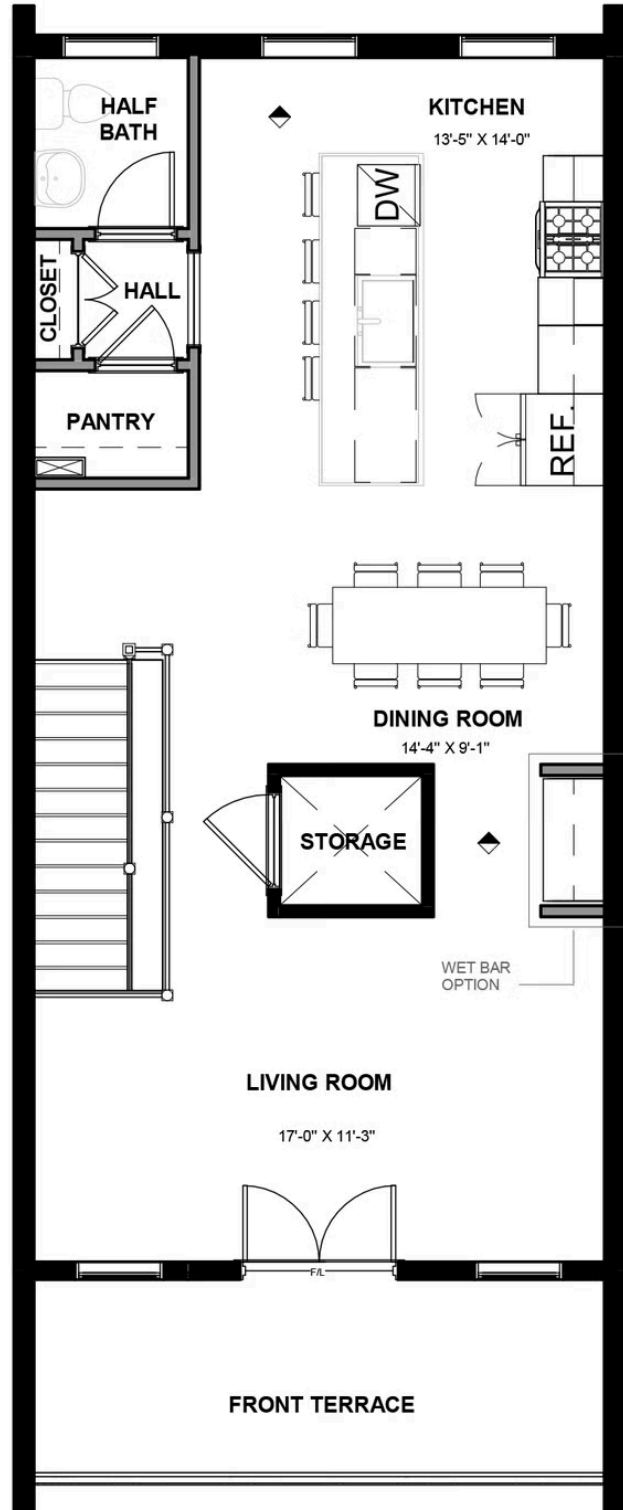 HALF
BATH
KITCHEN
13'-5" X 14'-0"
DW
CLOSET
HALL
PANTRY
REF.
DINING ROOM
14'-4" X 9'-1"
STORAGE
WET BAR
OPTION
LIVING ROOM
17'-0" X 11'-3"
F/L
FRONT TERRACE